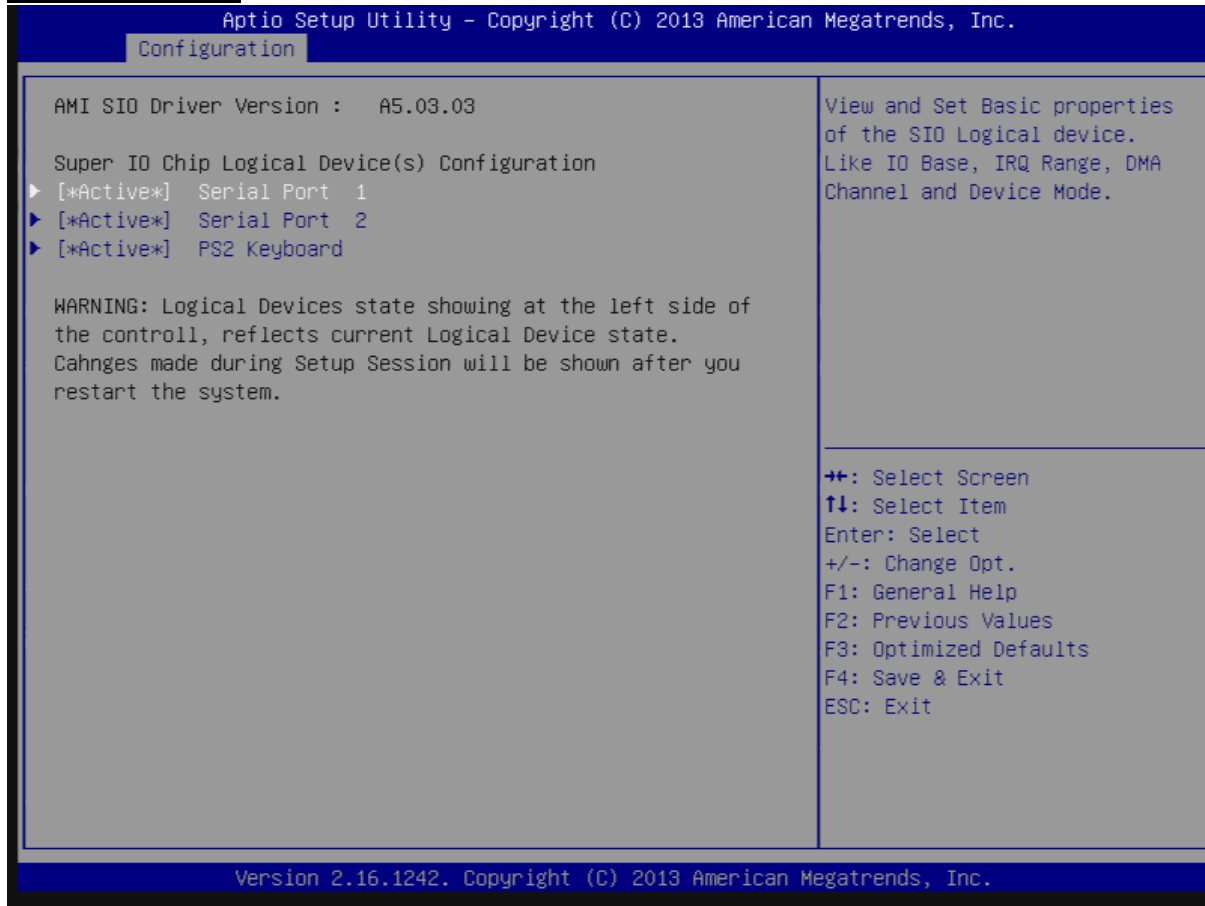 Aptio Setup Utility – Copyright (C) 2013 American Megatrends, Inc.
Configuration
AMI SIO Driver Version : A5.03.03
Super IO Chip Logical Device(s) Configuration
▶ [*Active*] Serial Port 1
▶ [*Active*] Serial Port 2
▶ [*Active*] PS2 Keyboard
WARNING: Logical Devices state showing at the left side of
the controll, reflects current Logical Device state.
Cahnges made during Setup Session will be shown after you
restart the system.
View and Set Basic properties
of the SIO Logical device.
Like IO Base, IRQ Range, DMA
Channel and Device Mode.
→←: Select Screen
↑↓: Select Item
Enter: Select
+/-: Change Opt.
F1: General Help
F2: Previous Values
F3: Optimized Defaults
F4: Save & Exit
ESC: Exit
Version 2.16.1242. Copyright (C) 2013 American Megatrends, Inc.